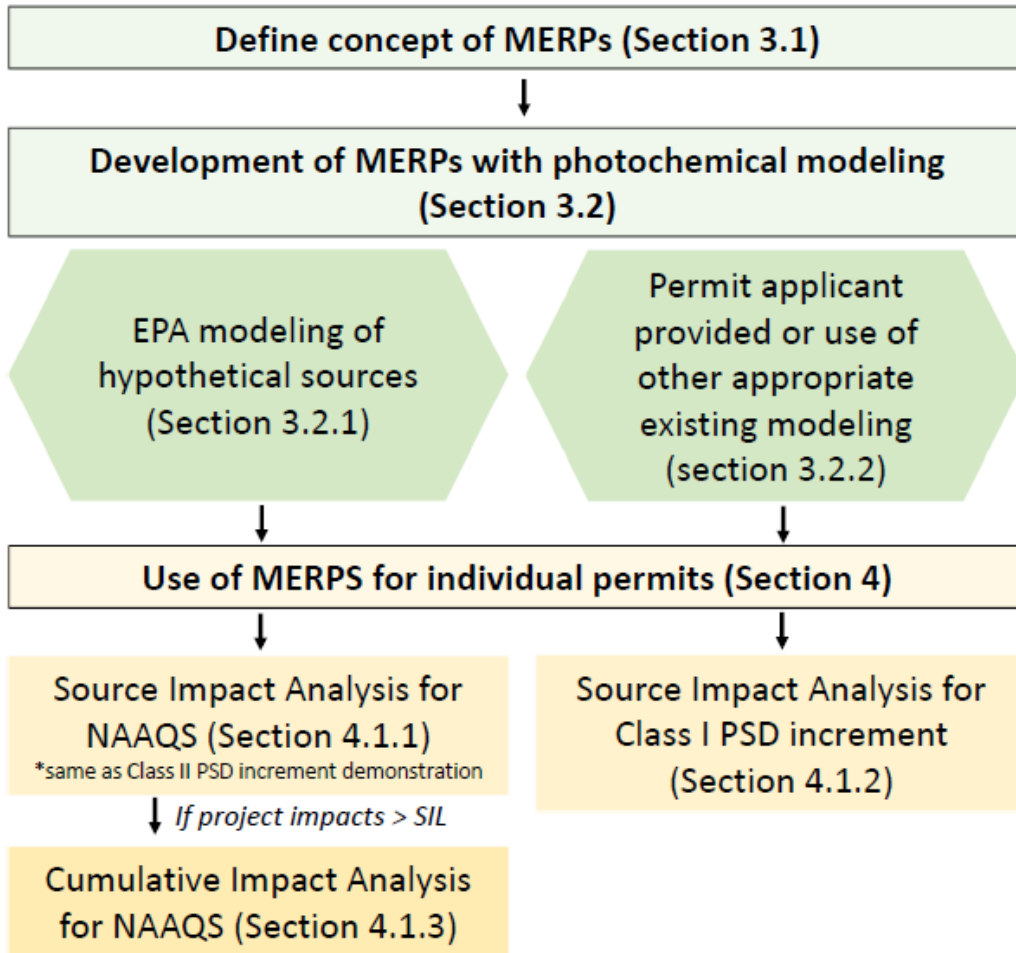 Define concept of MERPs (Section 3.1)
Development of MERPs with photochemical modeling
(Section 3.2)
EPA modeling of
hypothetical sources
(Section 3.2.1)
Permit applicant
provided or use of
other appropriate
existing modeling
(section 3.2.2)
Use of MERPS for individual permits (Section 4)
Source Impact Analysis for
NAAQS (Section 4.1.1)
*same as Class II PSD increment demonstration
Source Impact Analysis for
Class I PSD increment
(Section 4.1.2)
If project impacts > SIL
Cumulative Impact Analysis
for NAAQS (Section 4.1.3)